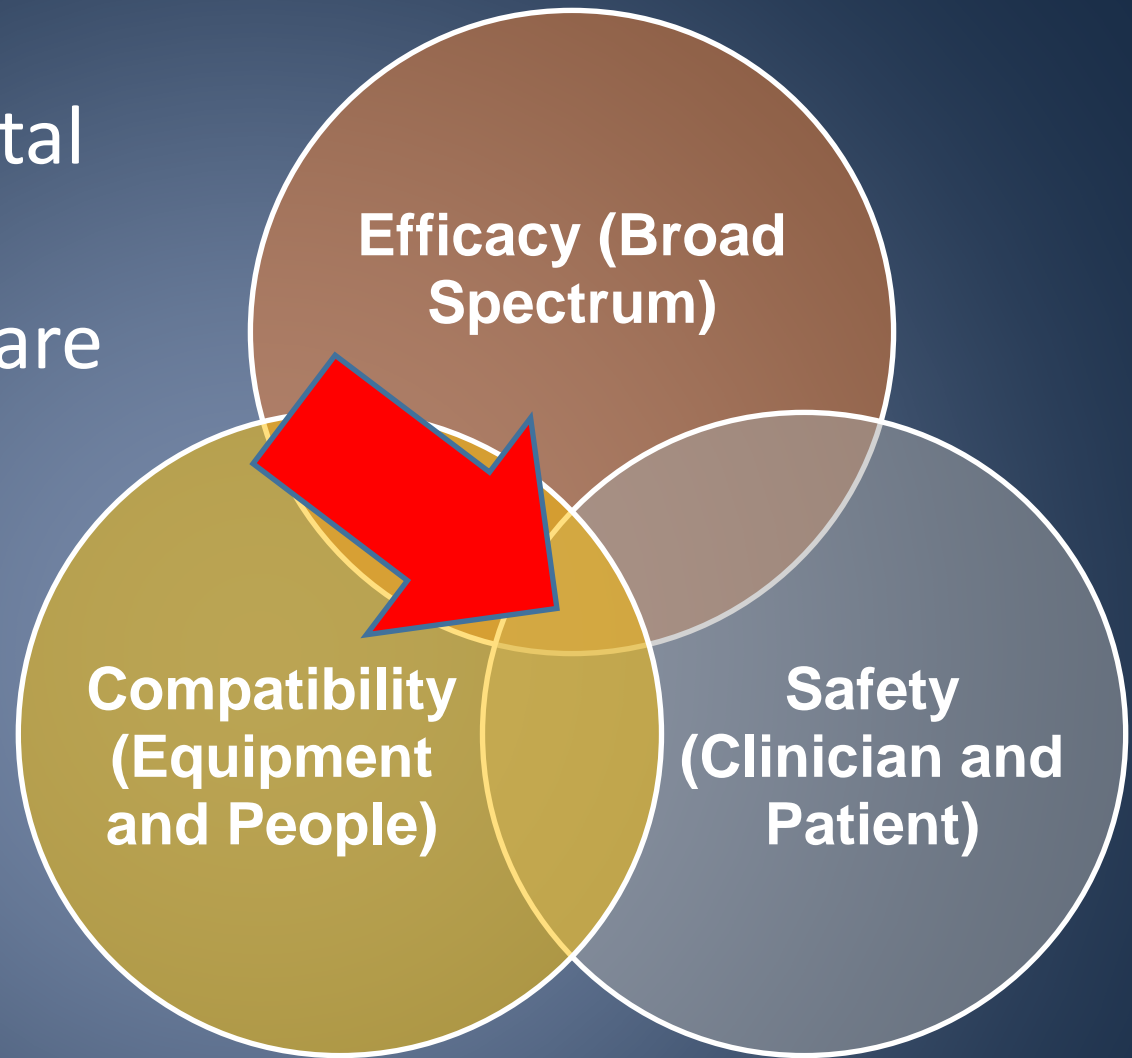 tal
are
Efficacy (Broad
Spectrum)
Compatibility
(Equipment
and People)
Safety
(Clinician and
Patient)